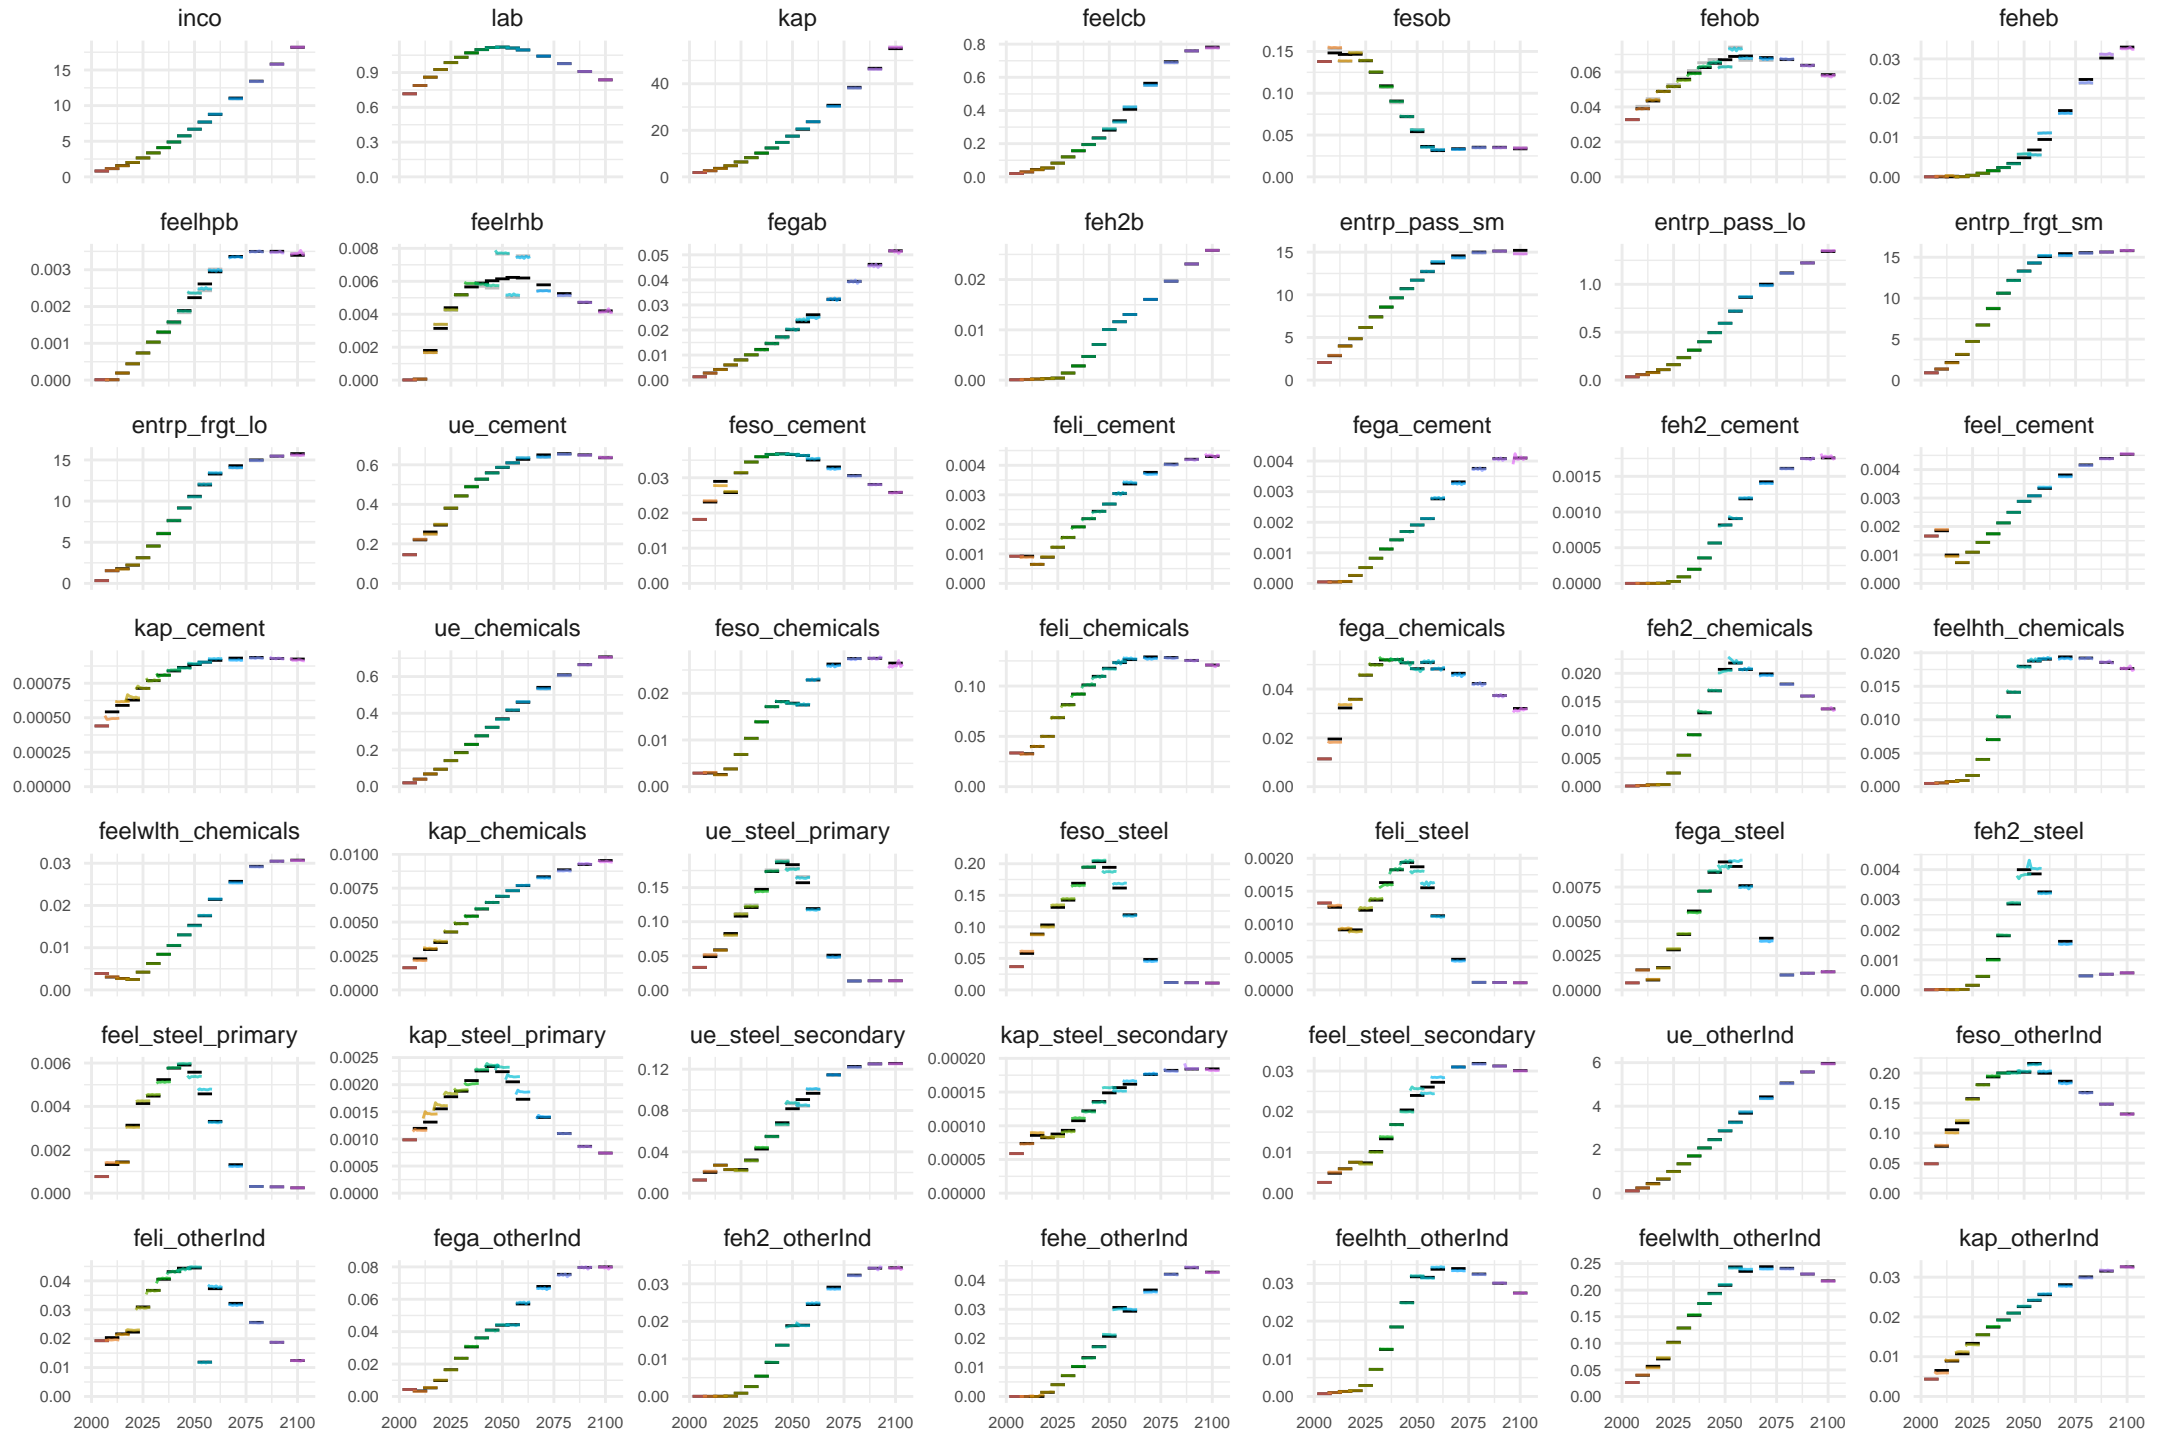 inco lab kap feelcb fesob fehob feheb
15 10 5 0
0.9 0.6 0.3 0.0
40 20 0
0.8 0.6 0.4 0.2 0.0
0.15 0.10 0.05 0.00
0.06 0.04 0.02 0.00
0.03 0.02 0.01 0.00
feelhpb feelrhb fegab feh2b entrp_pass_sm entrp_pass_lo entrp_frgt_sm
0.003 0.002 0.001 0.000
0.008 0.006 0.004 0.002 0.000
0.05 0.04 0.03 0.02 0.01 0.00
0.02 0.01 0.00
15 10 5 0
1.0 0.5 0.0
15 10 5 0
entrp_frgt_lo ue_cement feso_cement feli_cement fega_cement feh2_cement feel_cement
15 10 5 0
0.6 0.4 0.2 0.0
0.03 0.02 0.01 0.00
0.004 0.003 0.002 0.001 0.000
0.004 0.003 0.002 0.001 0.000
0.0015 0.0010 0.0005 0.0000
0.004 0.003 0.002 0.001 0.000
kap_cement ue_chemicals feso_chemicals feli_chemicals fega_chemicals feh2_chemicals feelhth_chemicals
0.00075 0.00050 0.00025 0.00000
0.6 0.4 0.2 0.0
0.02 0.01 0.00
0.10 0.05 0.00
0.04 0.02 0.00
0.020 0.015 0.010 0.005 0.000
0.020 0.015 0.010 0.005 0.000
feelwlth_chemicals kap_chemicals ue_steel_primary feso_steel feli_steel fega_steel feh2_steel
0.03 0.02 0.01 0.00
0.0100 0.0075 0.0050 0.0025 0.0000
0.15 0.10 0.05 0.00
0.20 0.15 0.10 0.05 0.00
0.0020 0.0015 0.0010 0.0005 0.0000
0.0075 0.0050 0.0025 0.0000
0.004 0.003 0.002 0.001 0.000
feel_steel_primary kap_steel_primary ue_steel_secondary kap_steel_secondary feel_steel_secondary ue_otherInd feso_otherInd
0.006 0.004 0.002 0.000
0.0025 0.0020 0.0015 0.0010 0.0005 0.0000
0.12 0.08 0.04 0.00
0.00020 0.00015 0.00010 0.00005 0.00000
0.03 0.02 0.01 0.00
6 4 2 0
0.20 0.15 0.10 0.05 0.00
feli_otherInd fega_otherInd feh2_otherInd fehe_otherInd feelhth_otherInd feelwlth_otherInd kap_otherInd
0.04 0.03 0.02 0.01 0.00
0.08 0.06 0.04 0.02 0.00
0.03 0.02 0.01 0.00
0.04 0.03 0.02 0.01 0.00
0.03 0.02 0.01 0.00
0.25 0.20 0.15 0.10 0.05 0.00
0.03 0.02 0.01 0.00
2000 2025 2050 2075 2100 2000 2025 2050 2075 2100 2000 2025 2050 2075 2100 2000 2025 2050 2075 2100 2000 2025 2050 2075 2100 2000 2025 2050 2075 2100 2000 2025 2050 2075 2100